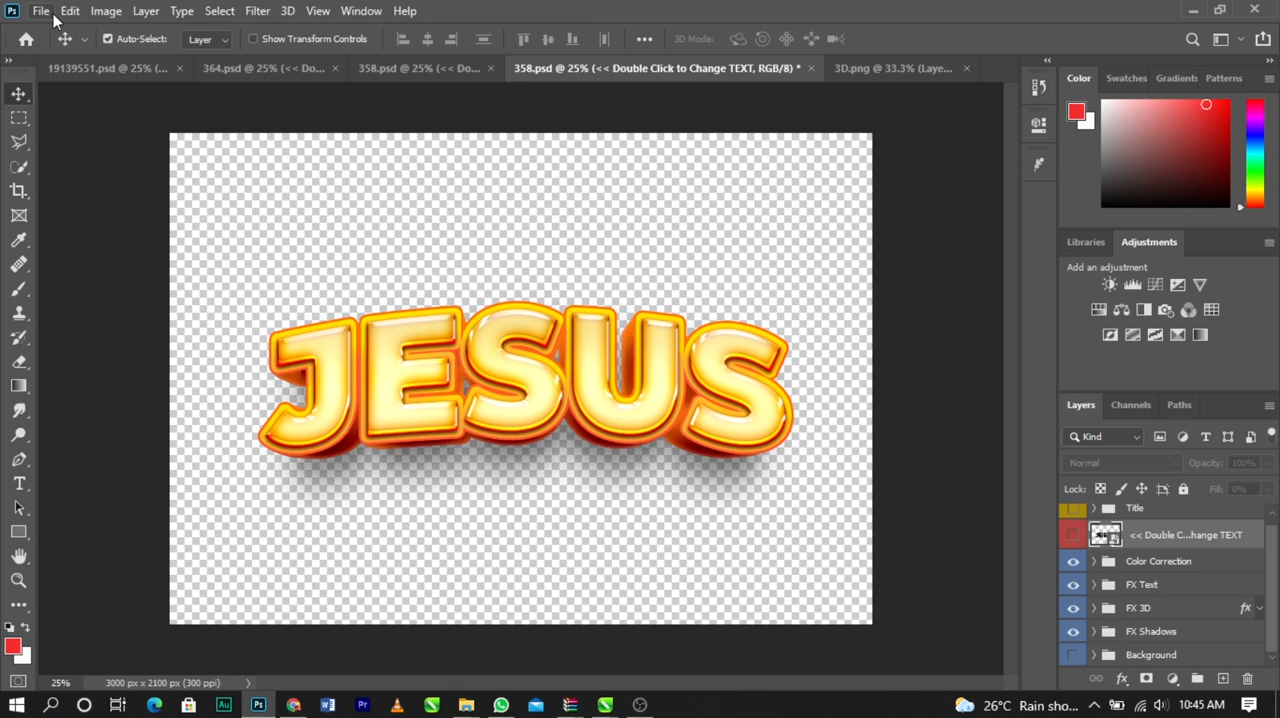 Ps File Edit Image Layer Type Select Filter 3D View Window Help
Auto-Select: Layer Show Transform Controls 3D Mode:
19139551.psd @ 25% (... × 364.psd @ 25% (<< Do... × 358.psd @ 25% (<< Do... × 358.psd @ 25% (<< Double Click to Change TEXT, RGB/8) * × 3D.png @ 33.3% (Laye... ×
Color Swatches Gradients Patterns
Libraries Adjustments
Add an adjustment
JESUS
Layers Channels Paths
Kind
Normal Opacity: 100%
Lock: Fill: 0%
Title
<< Double C...hange TEXT
Color Correction
FX Text
FX 3D fx
FX Shadows
Background
25% 3000 px x 2100 px (300 ppi)
26°C Rain sho... 10:45 AM